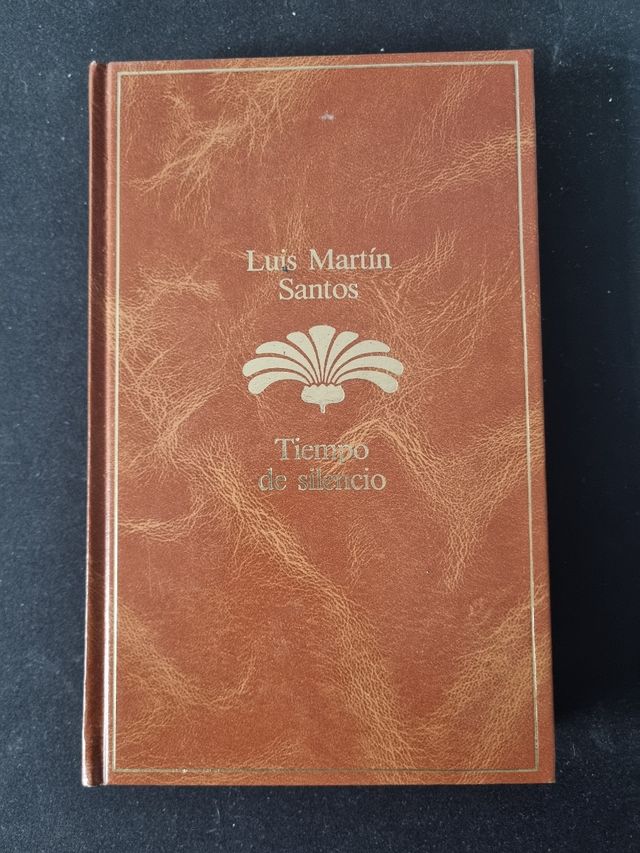 Luis Martín
Santos
Tiempo
de silencio